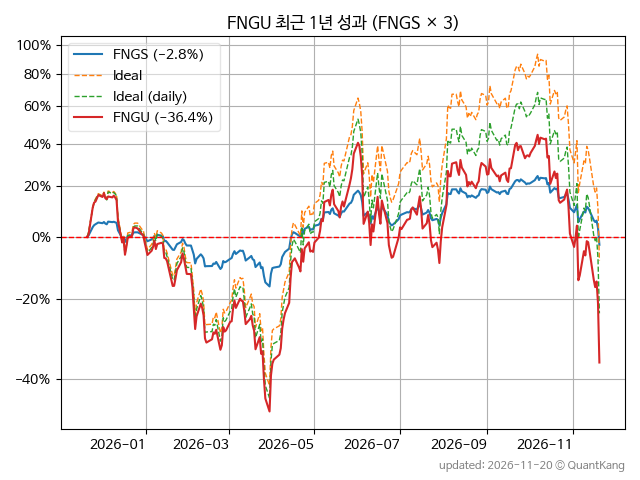 FNGU 최근 1년 성과 (FNGS × 3)
100%
80%
60%
40%
20%
0%
−20%
−40%
FNGS (−2.8%)
Ideal
Ideal (daily)
FNGU (−36.4%)
2026-01
2026-03
2026-05
2026-07
2026-09
2026-11
updated: 2026-11-20 © QuantKang